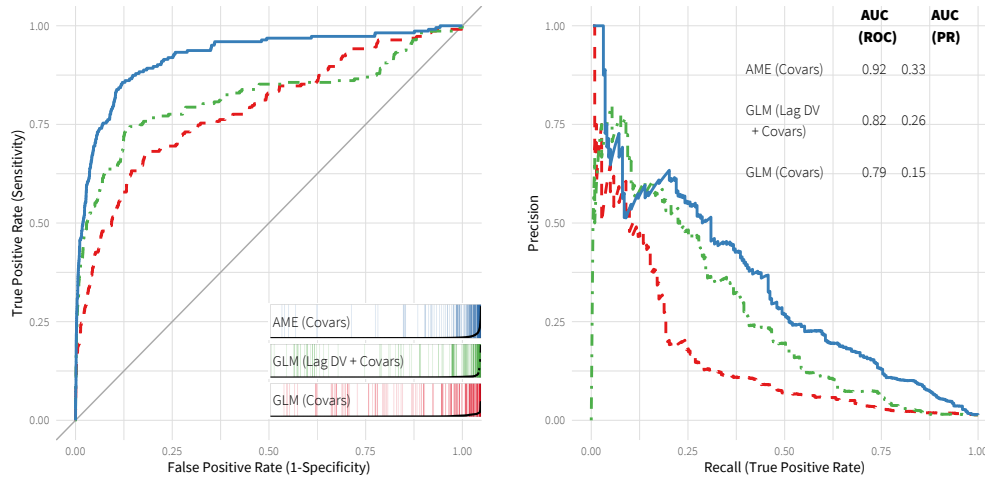 1.00
0.75
0.50
0.25
0.00
True Positive Rate (Sensitivity)
AME (Covars)
GLM (Lag DV + Covars)
GLM (Covars)
0.00 0.25 0.50 0.75 1.00
False Positive Rate (1-Specificity)
AUC AUC
(ROC) (PR)
AME (Covars) 0.92 0.33
GLM (Lag DV
+ Covars) 0.82 0.26
GLM (Covars) 0.79 0.15
1.00
0.75
0.50
0.25
0.00
Precision
0.00 0.25 0.50 0.75 1.00
Recall (True Positive Rate)